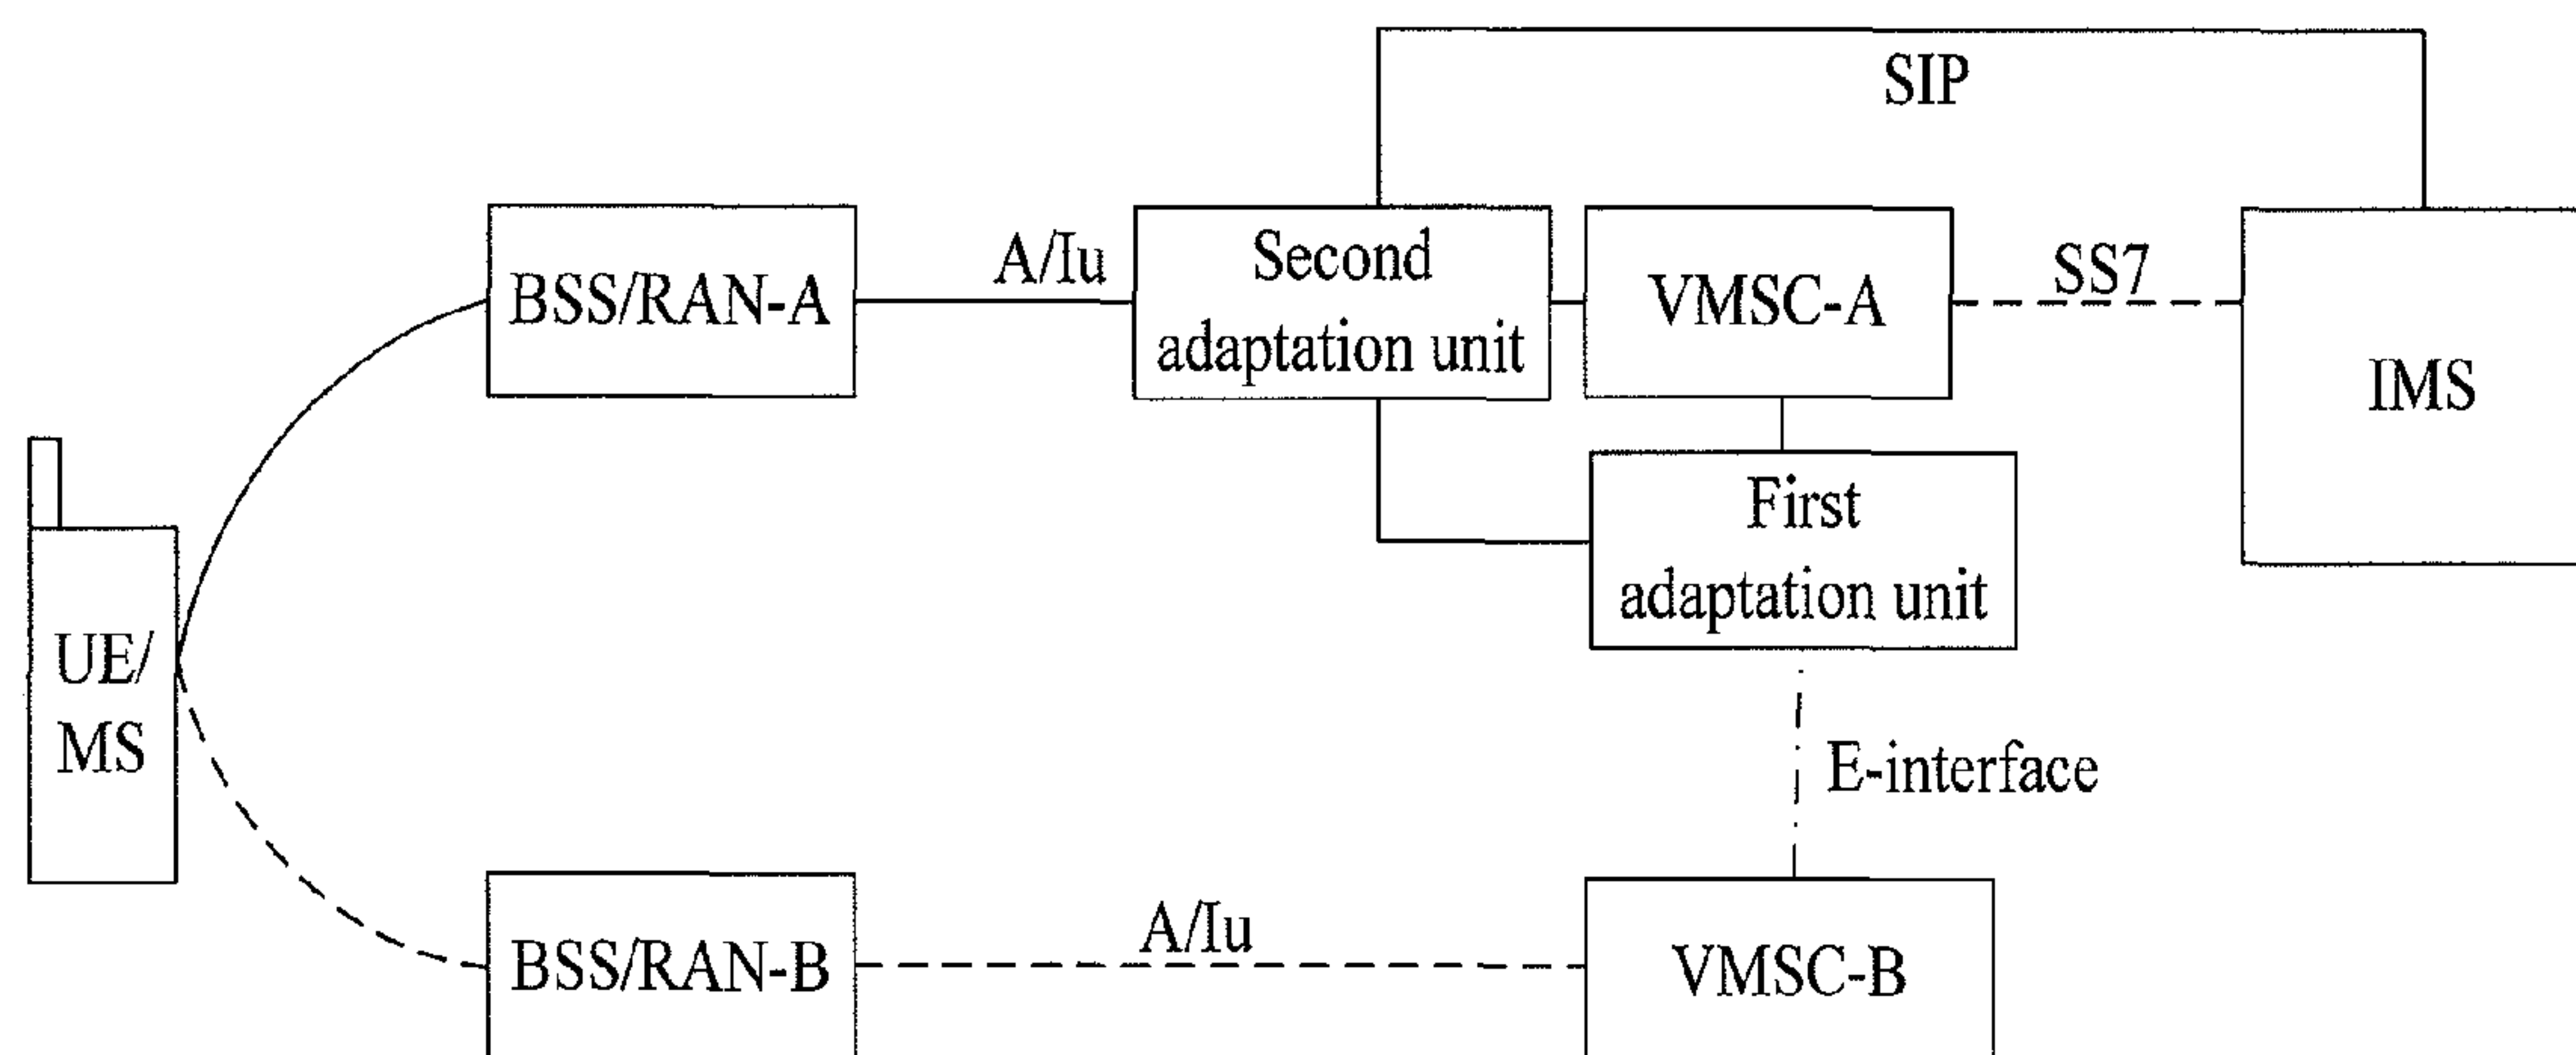 SIP
A/Iu
Second
adaptation unit
BSS/RAN-A
VMSC-A
SS7
IMS
First
adaptation unit
UE/
MS
E-interface
A/Iu
BSS/RAN-B
VMSC-B